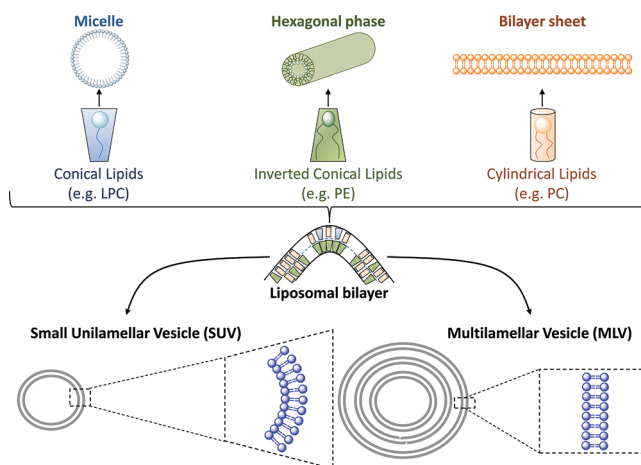 Micelle
Hexagonal phase
Bilayer sheet
Conical Lipids
(e.g. LPC)
Inverted Conical Lipids
(e.g. PE)
Cylindrical Lipids
(e.g. PC)
Liposomal bilayer
Small Unilamellar Vesicle (SUV)
Multilamellar Vesicle (MLV)